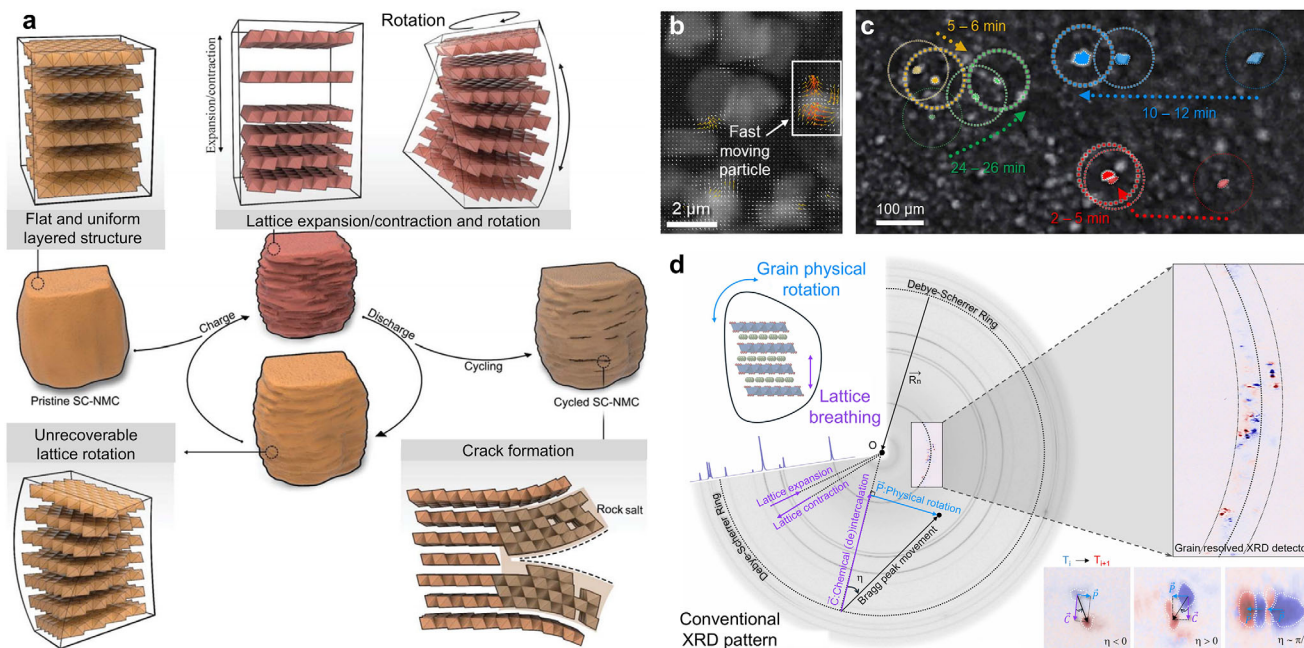 a
Rotation
Expansion/contraction
Flat and uniform
layered structure
Lattice expansion/contraction and rotation
Charge
Discharge
Cycling
Pristine SC-NMC
Cycled SC-NMC
Unrecoverable
lattice rotation
Crack formation
Rock salt
b
Fast
moving
particle
2 μm
c
5 – 6 min
10 – 12 min
24 – 26 min
2 – 5 min
100 μm
d
Grain physical
rotation
Lattice
breathing
Debye-Scherrer Ring
Rn
O
Lattice expansion
Lattice contraction
P:Physical rotation
C:Chemical (de)intercalation
Bragg peak movement
η
Debye-Scherrer Ring
Conventional
XRD pattern
Grain resolved XRD detector
Ti → Ti+1
P
C
η < 0
P
C
η > 0
η ~ π/